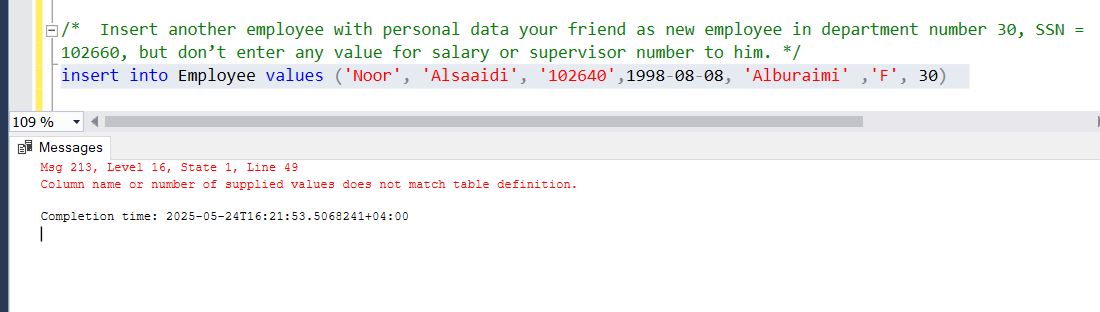 /*  Insert another employee with personal data your friend as new employee in department number 30, SSN =
102660, but don’t enter any value for salary or supervisor number to him. */
insert into Employee values ('Noor', 'Alsaaidi', '102640',1998-08-08, 'Alburaimi' ,'F', 30)
109 %
Messages
Msg 213, Level 16, State 1, Line 49
Column name or number of supplied values does not match table definition.
Completion time: 2025-05-24T16:21:53.5068241+04:00